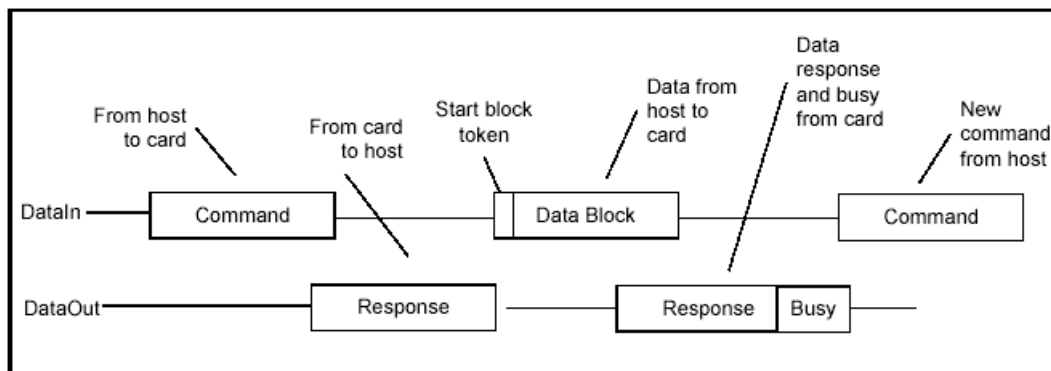 From host
to card
From card
to host
Start block
token
Data from
host to
card
Data
response
and busy
from card
New
command
from host
DataIn
Command
Data Block
Command
DataOut
Response
Response
Busy